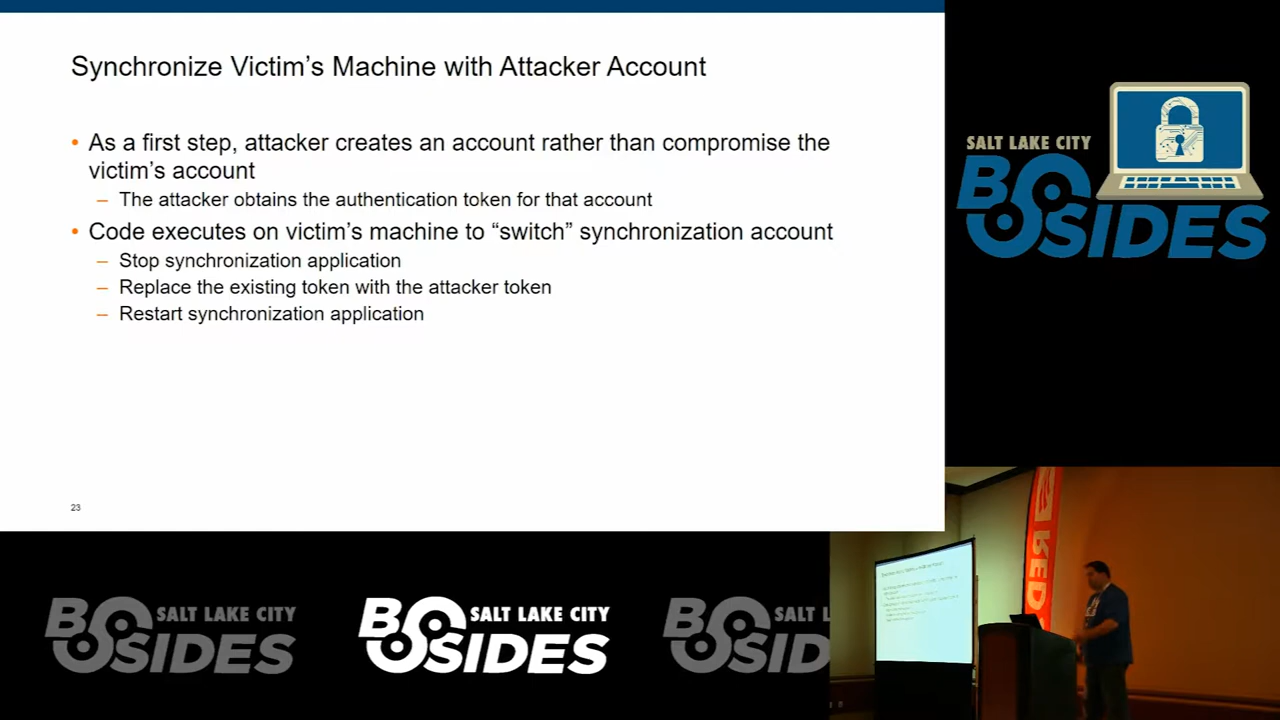 Synchronize Victim's Machine with Attacker Account
• As a first step, attacker creates an account rather than compromise the
victim's account
– The attacker obtains the authentication token for that account
• Code executes on victim's machine to “switch” synchronization account
– Stop synchronization application
– Replace the existing token with the attacker token
– Restart synchronization application
23
SALT LAKE CITY
BSIDES
RED
SALT LAKE CITY
BSIDES
SALT LAKE CITY
BSIDES
SALT L
BSID